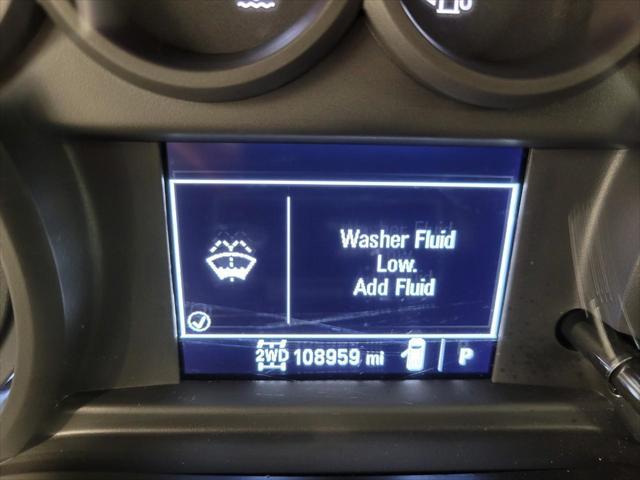 Washer Fluid
Low.
Add Fluid
2WD 108959 mi P